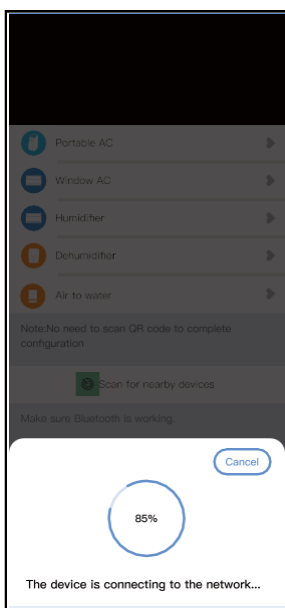 Portable AC
Window AC
Humidifier
Dehumidifier
Air to water
Note:No need to scan QR code to complete
configuration
Scan for nearby devices
Make sure Bluetooth is working.
Cancel
85%
The device is connecting to the network...